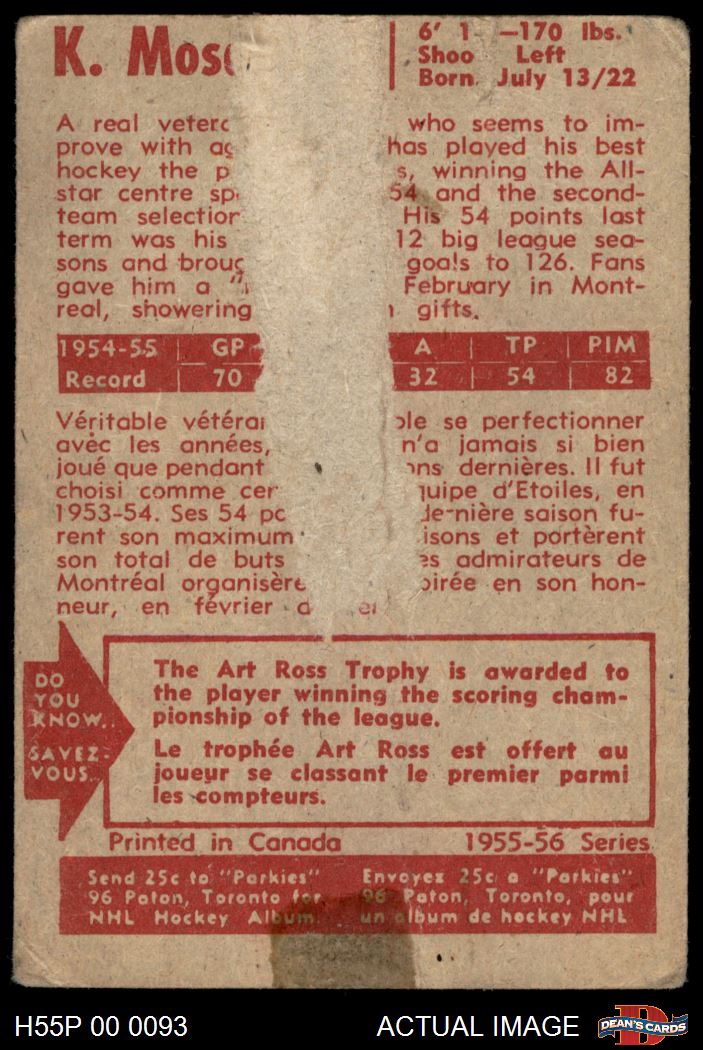 K. Mos
6' 1 —170 lbs.
Shoo Left
Born July 13/22
A real veter who seems to im-
prove with ag has played his best
hockey the p s, winning the All-
star centre sp 54 and the second-
team selection His 54 points last
term was his 12 big league sea-
sons and broug goals to 126. Fans
gave him a " February in Mont-
real, showering gifts.
1954-55 GP A TP PIM
Record 70 32 54 82
Véritable vétéra ble se perfectionner
avec les années, n'a jamais si bien
joué que pendant ons dernières. Il fut
choisi comme cer quipe d'Etoiles, en
1953-54. Ses 54 po dernière saison fu-
rent son maximum isons et portèrent
son total de buts es admirateurs de
Montréal organisère oirée en son hon-
neur, en février d er
DO
YOU
KNOW..
SAVEZ-
VOUS..
The Art Ross Trophy is awarded to
the player winning the scoring cham-
pionship of the league.
Le trophée Art Ross est offert au
joueur se classant le premier parmi
les compteurs.
Printed in Canada 1955-56 Series
Send 25c to "Parkies"
96 Paton, Toronto for
NHL Hockey Album.
Envoyez 25c a "Parkies"
96 Paton, Toronto, pour
un album de hockey NHL
H55P 00 0093 ACTUAL IMAGE
DEAN'S CARDS